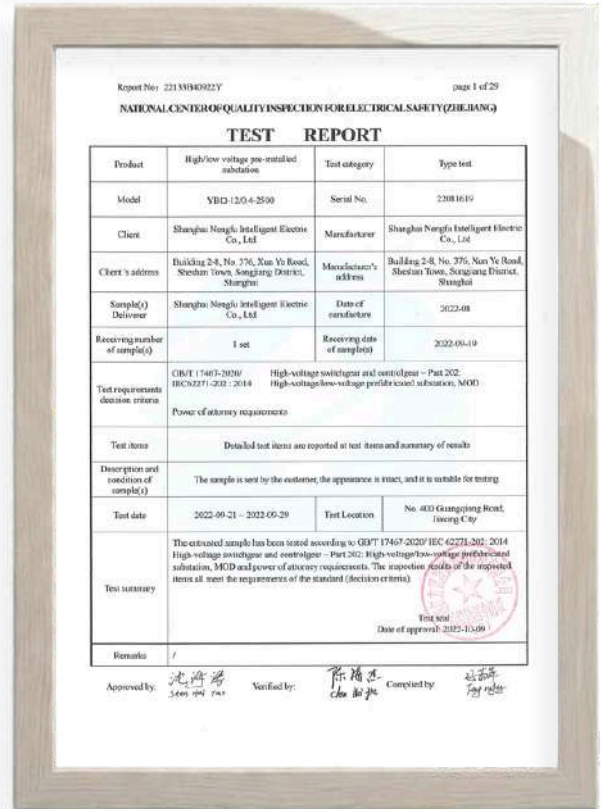 Report No: 22133B40922Y page 1 of 29
NATIONAL CENTER OF QUALITY INSPECTION FOR ELECTRICAL SAFETY (ZHEJIANG)
TEST REPORT
Product High/low voltage pre-installed substation Test category Type test
Model 12/0.4-2500 Serial No. 22081619
Client Shanghai Nengfu Intelligent Electric Co., Ltd Manufacturer Shanghai Nengfu Intelligent Electric Co., Ltd
Client's address Building 2-8, No. 376, Xun Ye Road, Sheshan Town, Songjiang District, Shanghai Manufacturer's address Building 2-8, No. 376, Xun Ye Road, Sheshan Town, Songjiang District, Shanghai
Sample(s) Deliverer Shanghai Nengfu Intelligent Electric Co., Ltd Date of manufacture 2022-08
Receiving number of sample(s) 1 set Receiving date of sample(s) 2022-09-19
Test requirements decision criteria GB/T 17467-2020/ IEC62271-202 : 2014 High-voltage switchgear and controlgear – Part 202: High-voltage/low-voltage prefabricated substation, MOD
Power of attorney requirements
Test items Detailed test items are reported at test items and summary of results
Description and condition of sample(s) The sample is sent by the customer, the appearance is intact, and it is suitable for testing
Test date 2022-09-21 – 2022-09-29 Test Location No. 400 Road, City
Test summary The entrusted sample has been tested according to GB/T 17467-2020/ IEC 62271-202: 2014
High-voltage switchgear and controlgear – Part 202: High-voltage/low-voltage prefabricated
substation, MOD and power of attorney requirements. The inspection results of the inspected
items all meet the requirements of the standard (decision criteria).
Test seal
Date of approval: 2022-10-09
Remarks /
Approved by: Verified by: Complied by